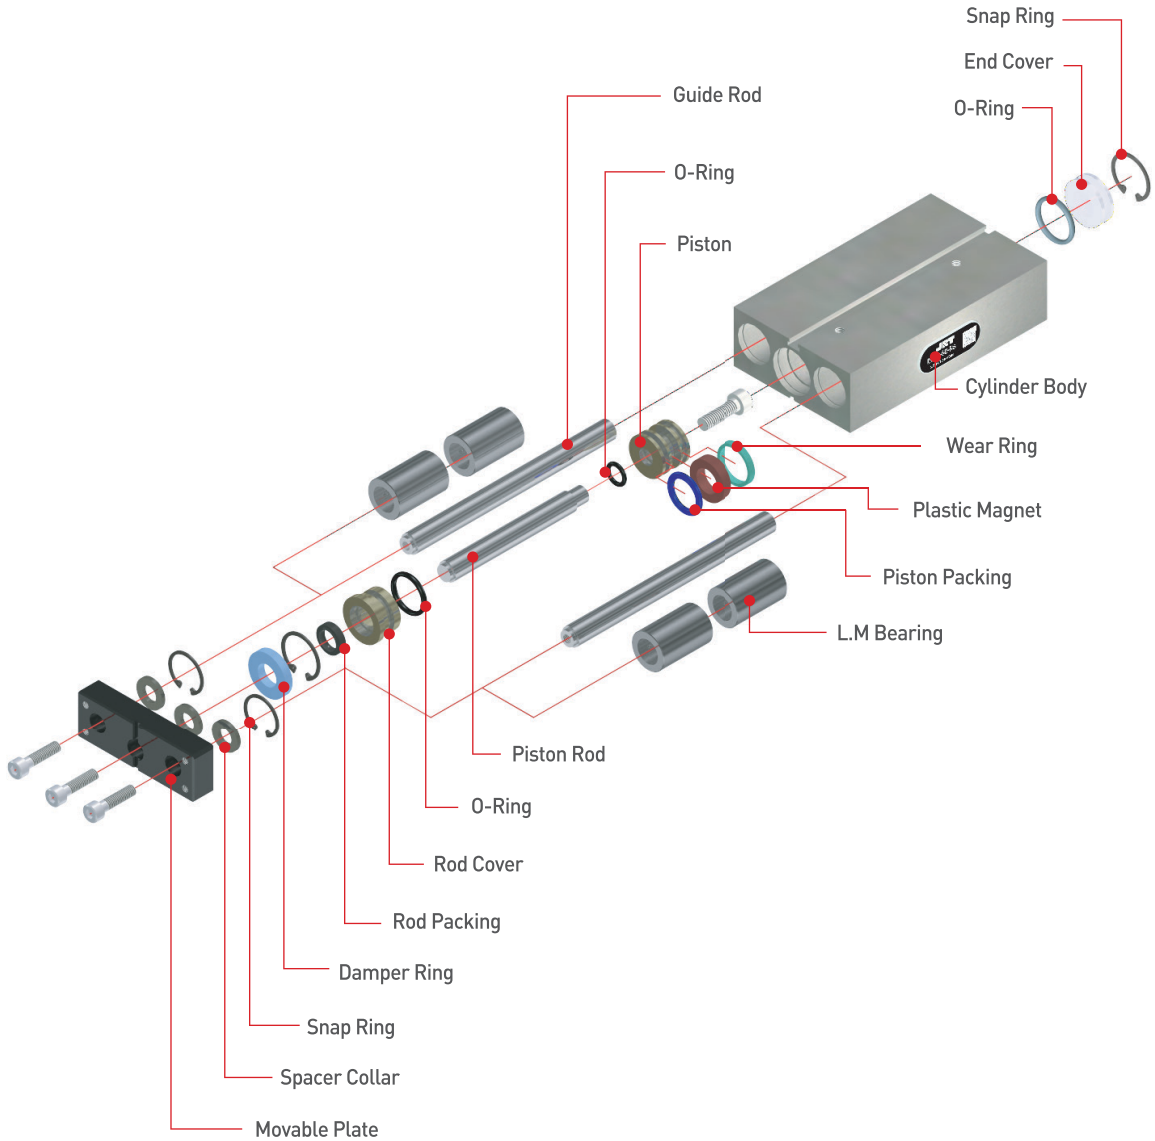 Snap Ring
End Cover
Guide Rod
O-Ring
O-Ring
Piston
JRT
Cylinder Body
Wear Ring
Plastic Magnet
Piston Packing
L.M Bearing
Piston Rod
O-Ring
Rod Cover
Rod Packing
Damper Ring
Snap Ring
Spacer Collar
Movable Plate